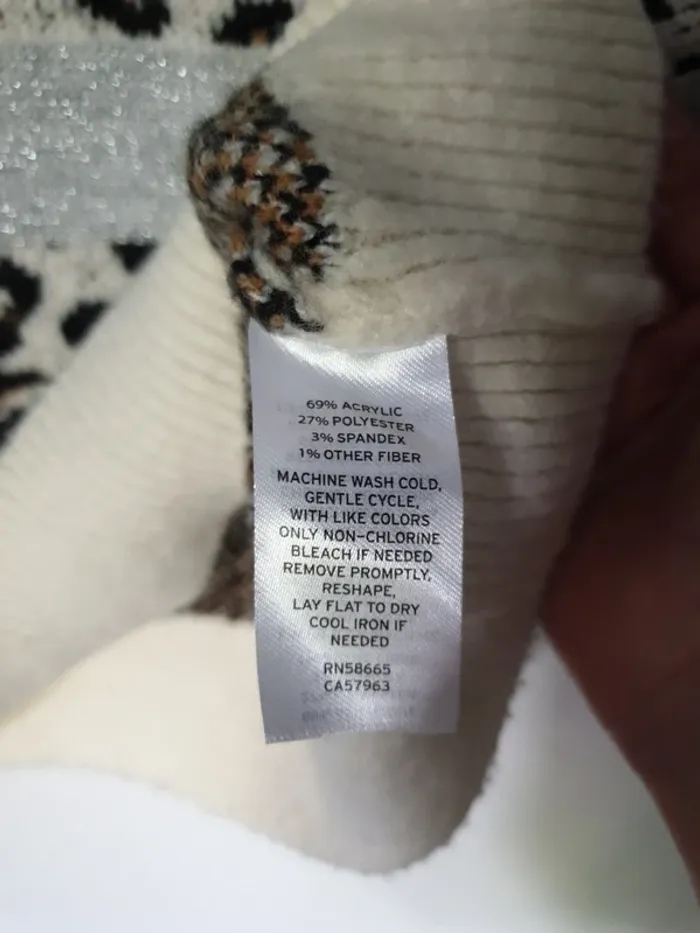 69% ACRYLIC
27% POLYESTER
3% SPANDEX
1% OTHER FIBER
MACHINE WASH COLD,
GENTLE CYCLE,
WITH LIKE COLORS
ONLY NON-CHLORINE
BLEACH IF NEEDED
REMOVE PROMPTLY,
RESHAPE,
LAY FLAT TO DRY
COOL IRON IF
NEEDED
RN58665
CA57963